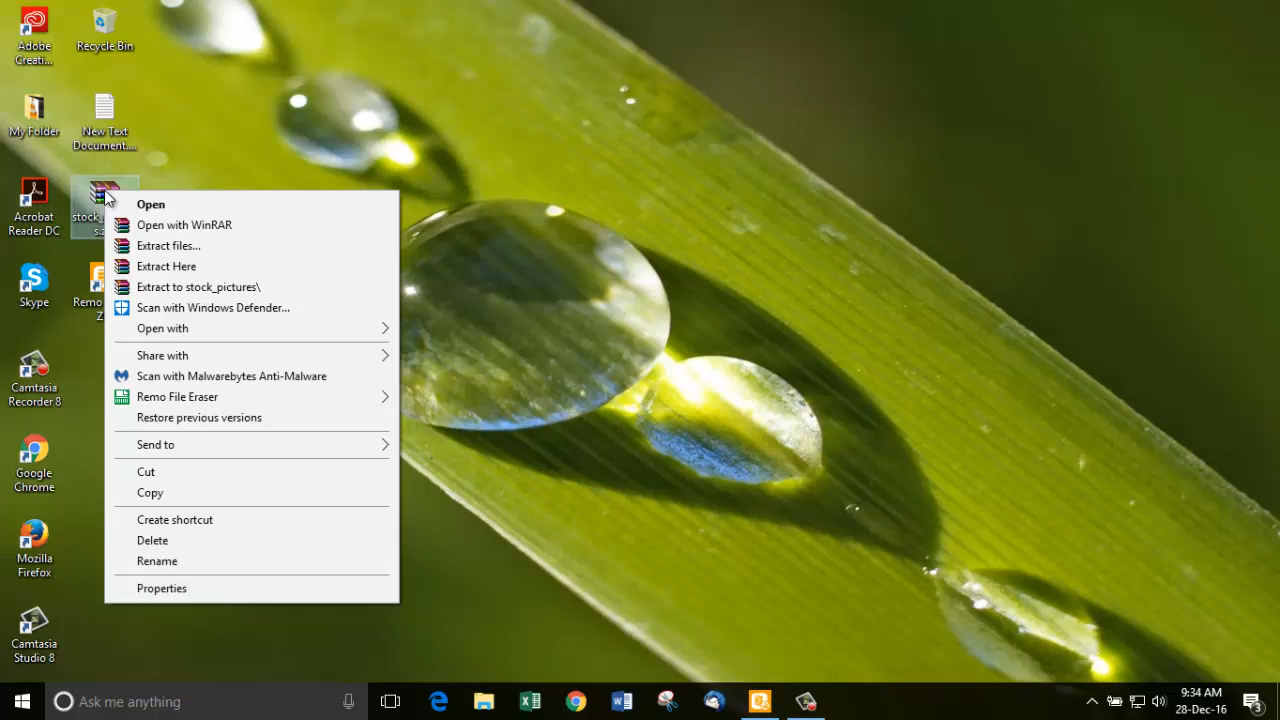 Adobe
Creati...
Recycle Bin
My Folder
New Text
Document....
Acrobat
Reader DC
stock_
s.z
Skype
Remo
Z
Camtasia
Recorder 8
Google
Chrome
Mozilla
Firefox
Camtasia
Studio 8
Open
Open with WinRAR
Extract files...
Extract Here
Extract to stock_pictures\
Scan with Windows Defender...
Open with
Share with
Scan with Malwarebytes Anti-Malware
Remo File Eraser
Restore previous versions
Send to
Cut
Copy
Create shortcut
Delete
Rename
Properties
Ask me anything
9:34 AM
28-Dec-16
3